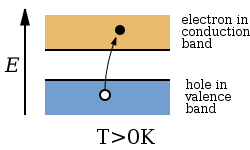 electron in
conduction
band
E
hole in
valence
band
T>0K